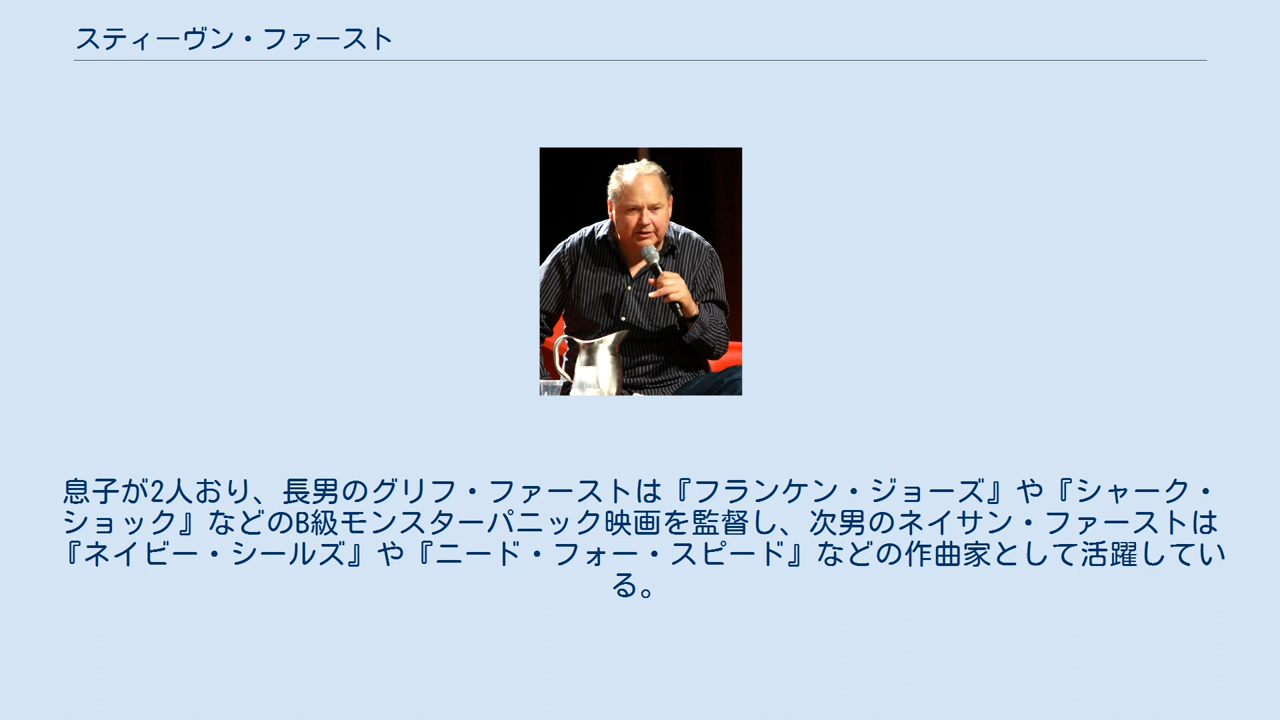 スティーヴン・ファースト
息子が2人おり、長男のグリフ・ファーストは『フランケン・ジョーズ』や『シャーク・
ショック』などのB級モンスターパニック映画を監督し、次男のネイサン・ファーストは
『ネイビー・シールズ』や『ニード・フォー・スピード』などの作曲家として活躍してい
る。